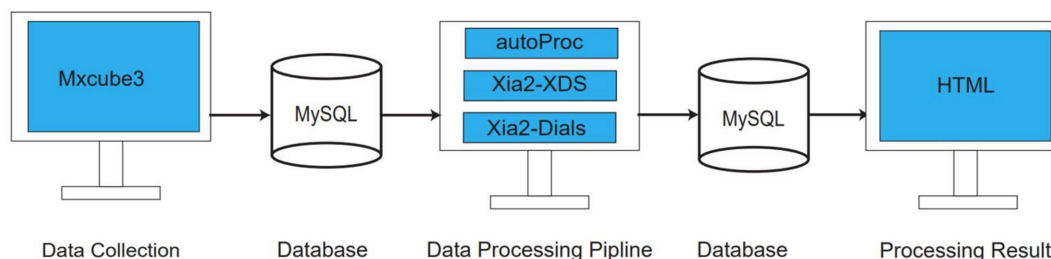 Mxcube3
MySQL
autoProc
Xia2-XDS
Xia2-Dials
MySQL
HTML
Data Collection
Database
Data Processing Pipline
Database
Processing Result